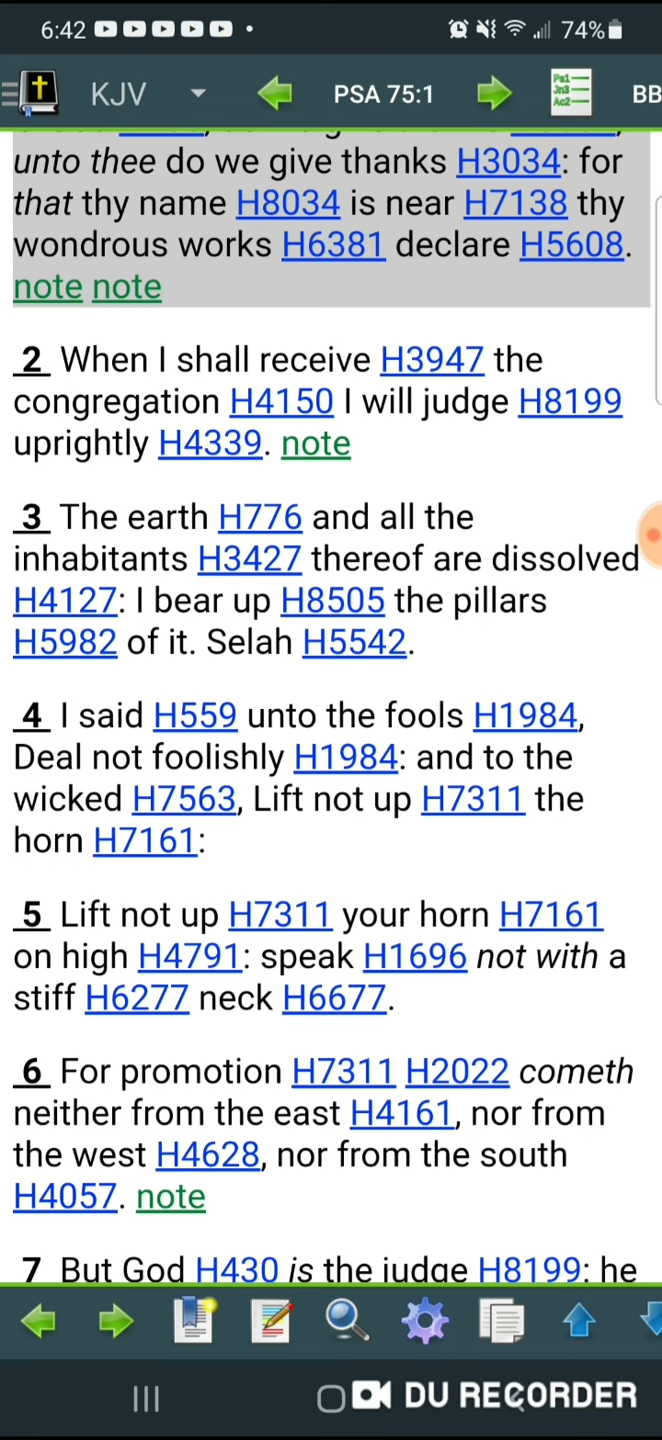 6:42
74%
KJV
PSA 75:1
Ps1
Jn3
Ac2
BB
unto thee do we give thanks H3034: for
that thy name H8034 is near H7138 thy
wondrous works H6381 declare H5608.
note note
2 When I shall receive H3947 the
congregation H4150 I will judge H8199
uprightly H4339. note
3 The earth H776 and all the
inhabitants H3427 thereof are dissolved
H4127: I bear up H8505 the pillars
H5982 of it. Selah H5542.
4 I said H559 unto the fools H1984,
Deal not foolishly H1984: and to the
wicked H7563, Lift not up H7311 the
horn H7161:
5 Lift not up H7311 your horn H7161
on high H4791: speak H1696 not with a
stiff H6277 neck H6677.
6 For promotion H7311 H2022 cometh
neither from the east H4161, nor from
the west H4628, nor from the south
H4057. note
7 But God H430 is the judge H8199: he
DU RECORDER